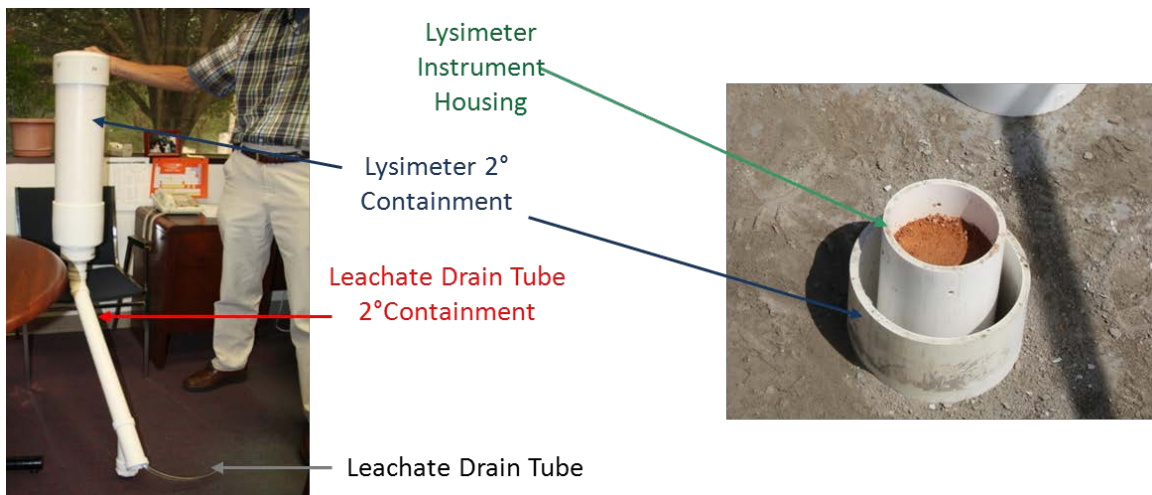 Lysimeter
Instrument
Housing
Lysimeter 2°
Containment
Leachate Drain Tube
2°Containment
Leachate Drain Tube